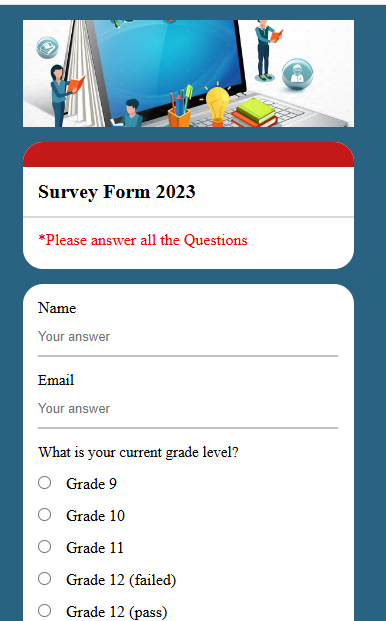 Survey Form 2023
*Please answer all the Questions
Name
Your answer
Email
Your answer
What is your current grade level?
Grade 9
Grade 10
Grade 11
Grade 12 (failed)
Grade 12 (pass)